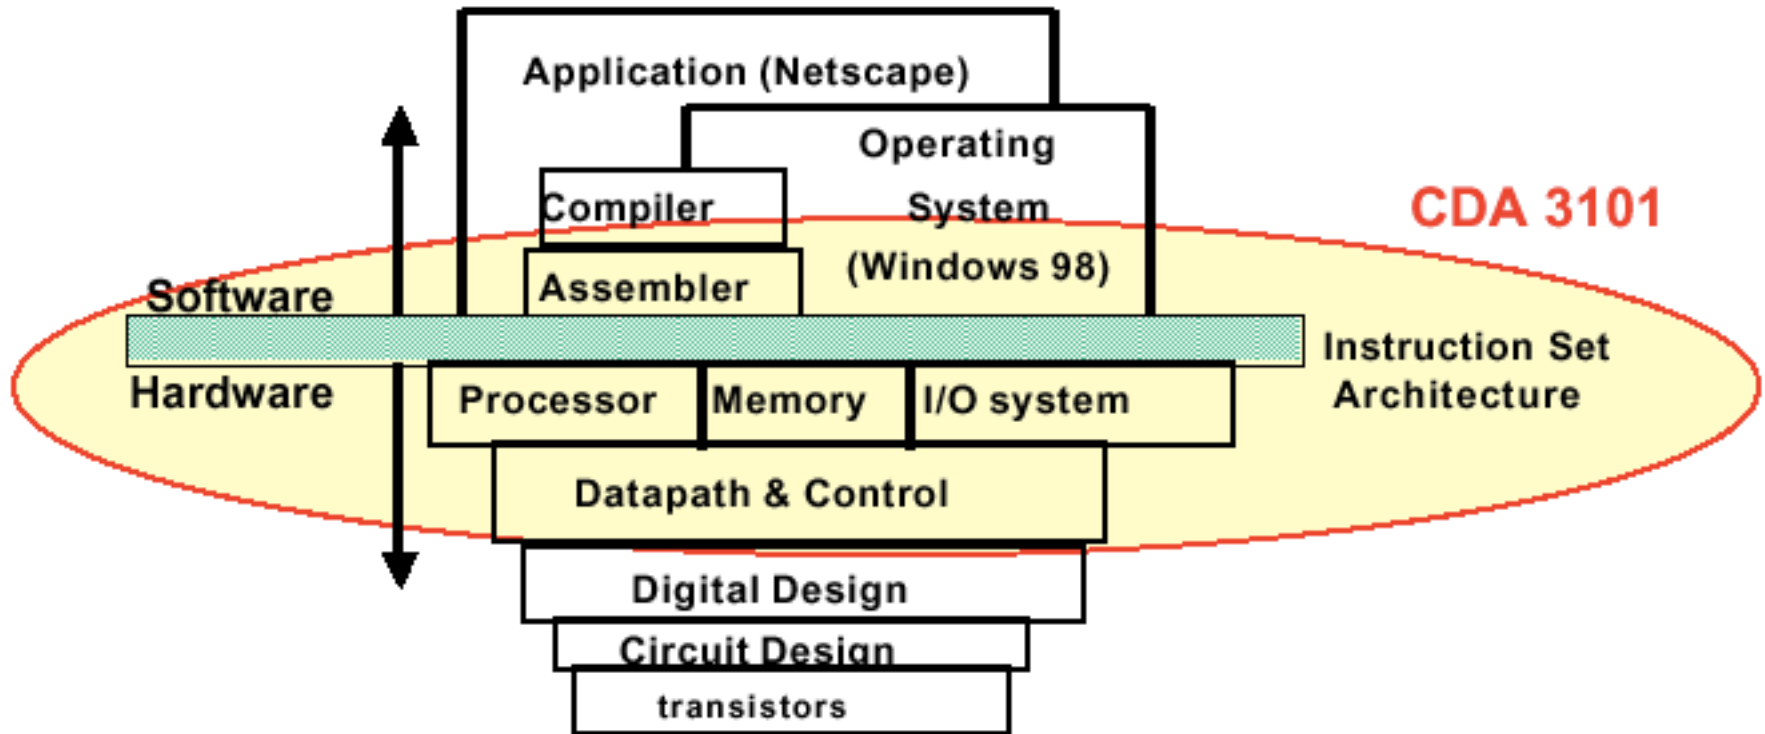 Application (Netscape)
Operating
Compiler
System
CDA 3101
(Windows 98)
Assembler
Software
Instruction Set
Architecture
Hardware
Processor
Memory
I/O system
Datapath & Control
Digital Design
Circuit Design
transistors